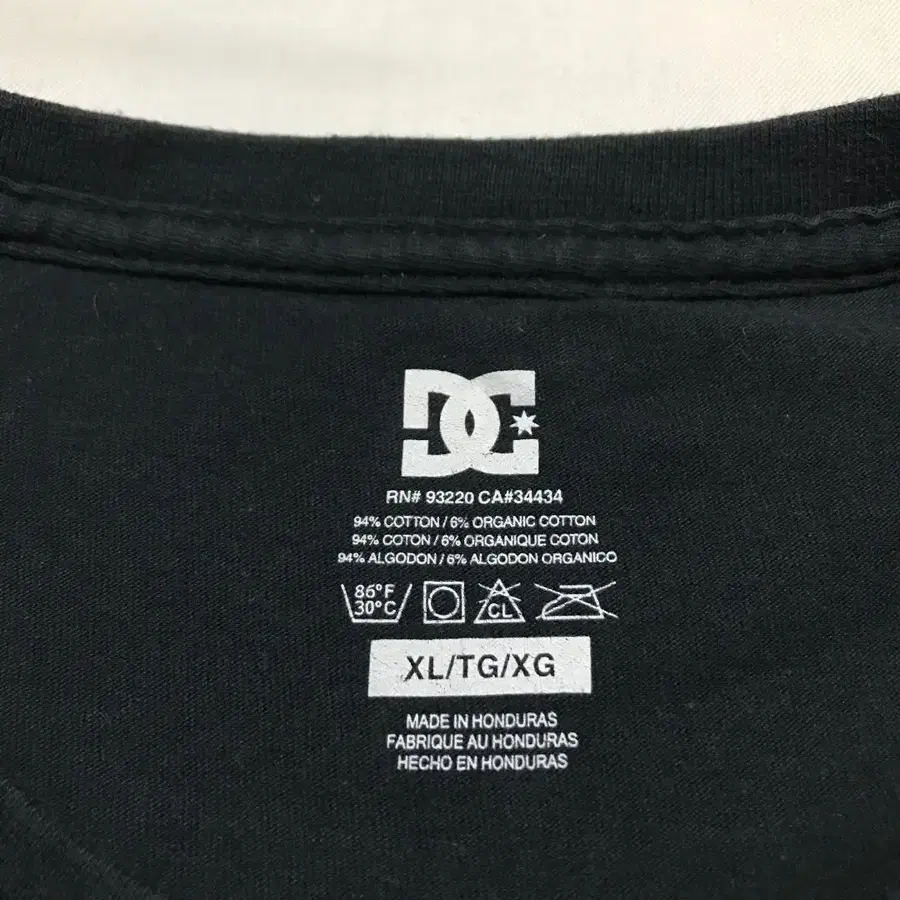 DC
RN# 93220 CA#34434
94% COTTON / 6% ORGANIC COTTON
94% COTON / 6% ORGANIQUE COTON
94% ALGODON / 6% ALGODON ORGANICO
86°F
30°C
CL
XL/TG/XG
MADE IN HONDURAS
FABRIQUE AU HONDURAS
HECHO EN HONDURAS